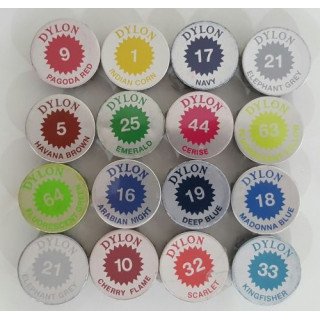 DYLON
9
PAGODA RED
DYLON
1
INDIAN CORN
DYLON
17
NAVY
DYLON
21
ELEPHANT GREY
DYLON
5
HAVANA BROWN
DYLON
25
EMERALD
DYLON
44
CERISE
63
DYLON
64
FLUORESCENT GREEN
DYLON
16
ARABIAN NIGHT
DYLON
19
DEEP BLUE
DYLON
18
MADONNA BLUE
DYLON
21
ELEPHANT GREY
DYLON
10
CHERRY FLAME
DYLON
32
SCARLET
DYLON
33
KINGFISHER